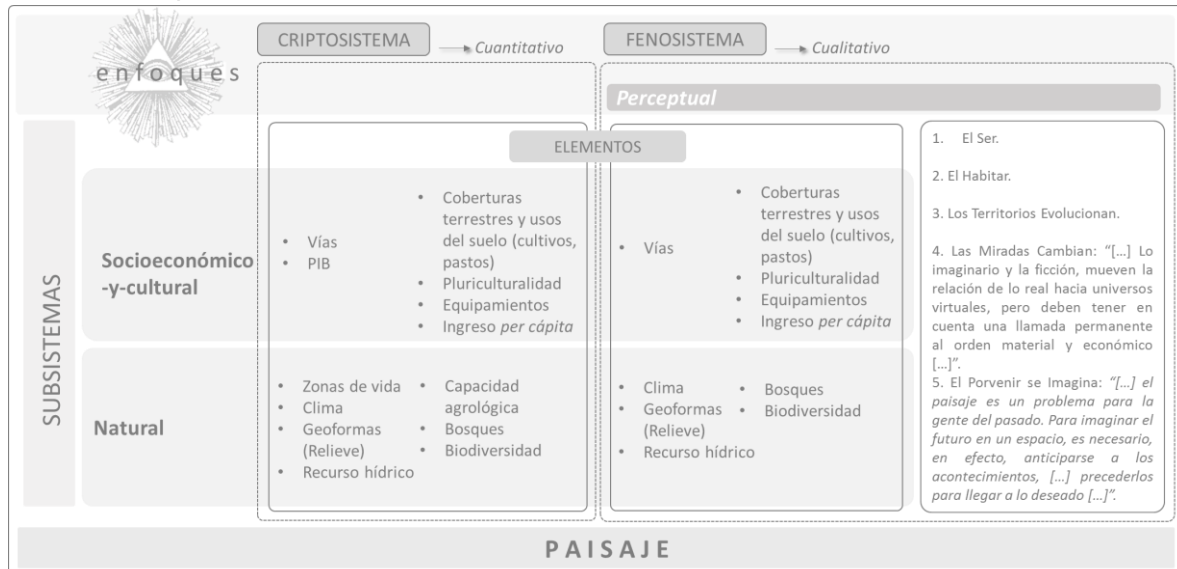 enfoques
CRIPTOSISTEMA
Cuantitativo
FENOSISTEMA
Cualitativo
Perceptual
ELEMENTOS
SUBSISTEMAS
Socioeconómico
-y-cultural
• Vías
• PIB
• Coberturas
terrestres y usos
del suelo (cultivos,
pastos)
• Pluriculturalidad
• Equipamientos
• Ingreso per cápita
• Vías
• Coberturas
terrestres y usos
del suelo (cultivos,
pastos)
• Pluriculturalidad
• Equipamientos
• Ingreso per cápita
Natural
• Zonas de vida
• Clima
• Geoformas
(Relieve)
• Recurso hídrico
• Capacidad
agrológica
• Bosques
• Biodiversidad
• Clima
• Geoformas
(Relieve)
• Recurso hídrico
• Bosques
• Biodiversidad
1. El Ser.
2. El Habitar.
3. Los Territorios Evolucionan.
4. Las Miradas Cambian: “[…] Lo
imaginario y la ficción, mueven la
relación de lo real hacia universos
virtuales, pero deben tener en
cuenta una llamada permanente
al orden material y económico
[…]”.
5. El Porvenir se Imagina: “[…] el
paisaje es un problema para la
gente del pasado. Para imaginar el
futuro en un espacio, es necesario,
en efecto, anticiparse a los
acontecimientos, […] precederlos
para llegar a lo deseado […]”.
PAISAJE